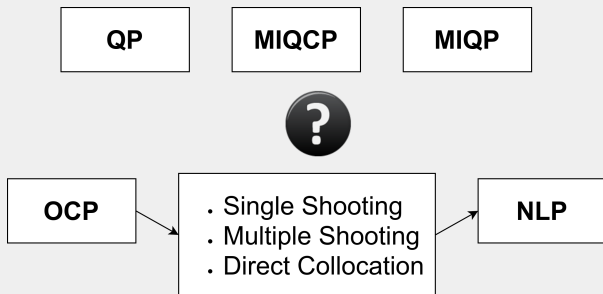 QP MIQCP MIQP
?
OCP
• Single Shooting
• Multiple Shooting
• Direct Collocation
NLP